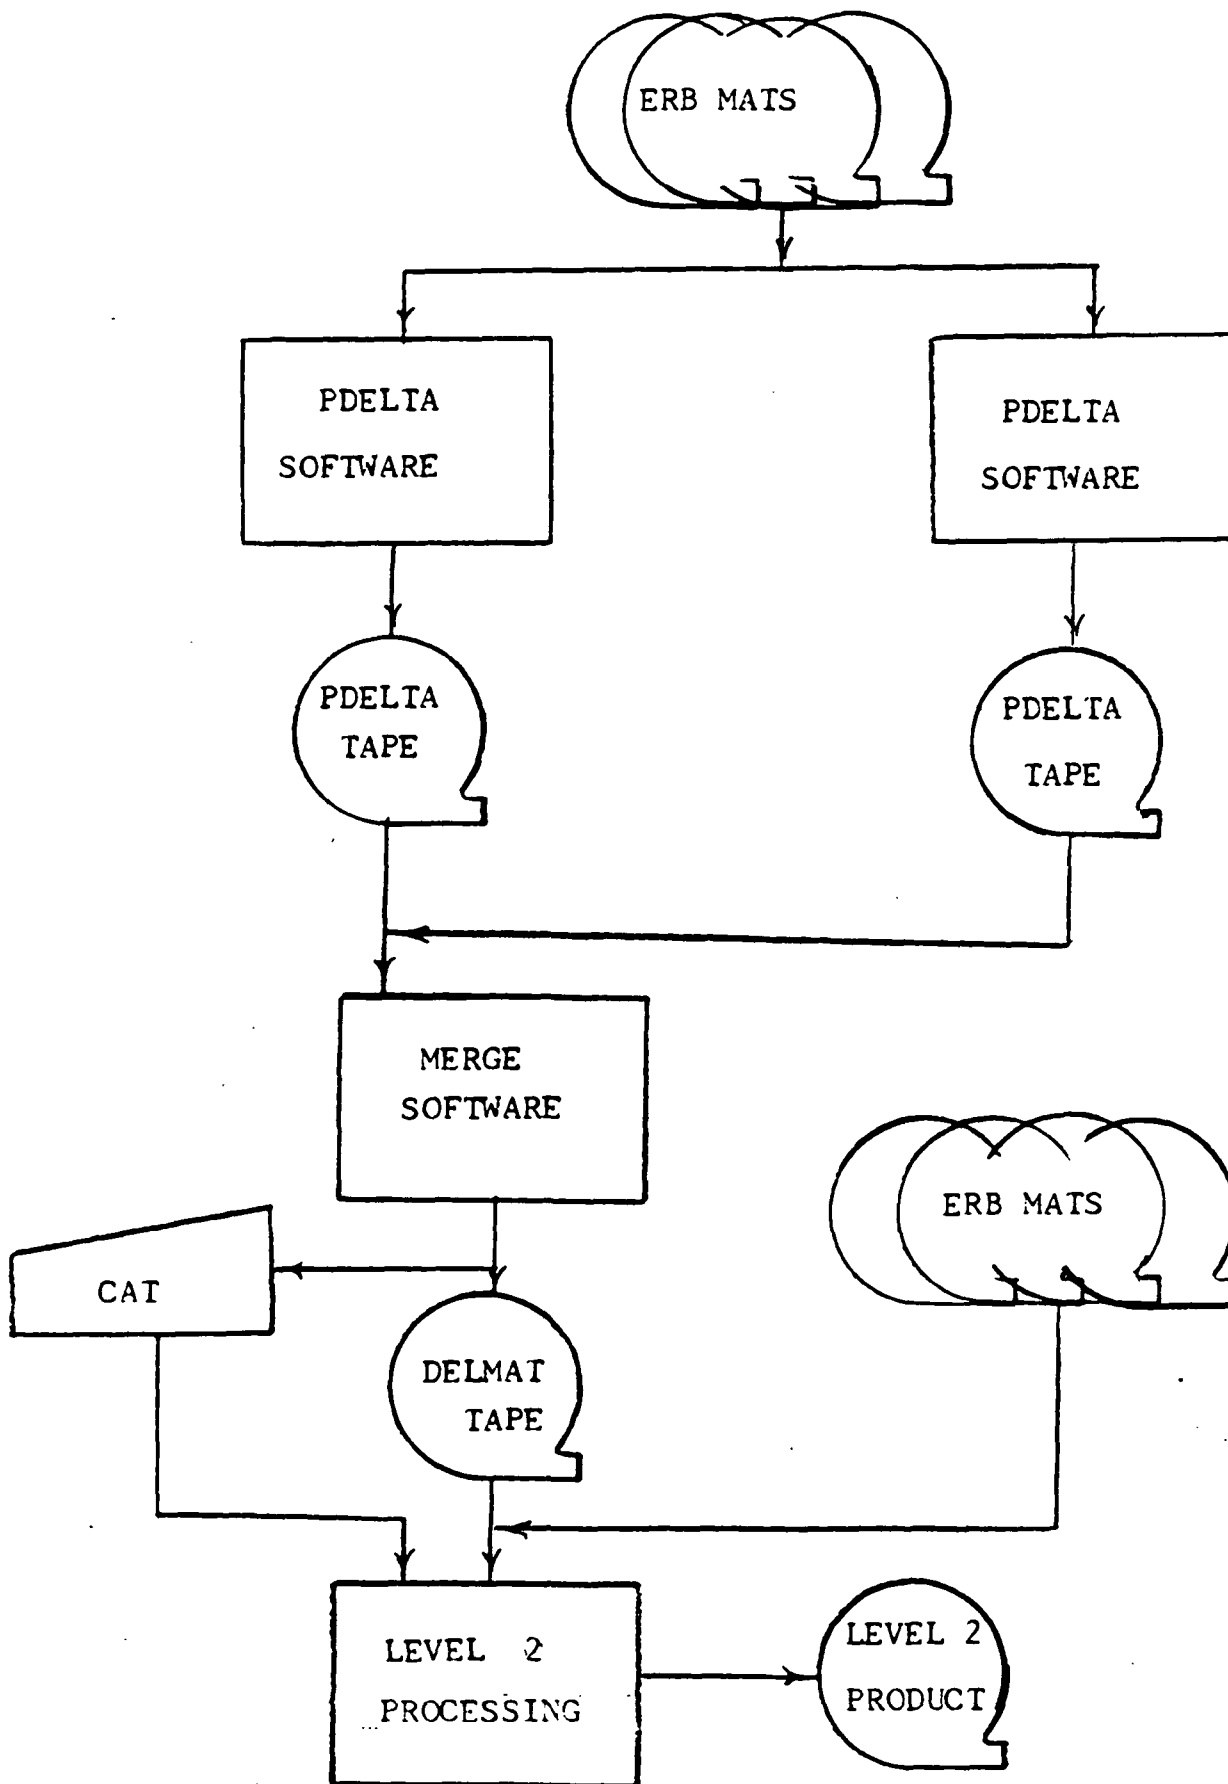 ERB MATS
PDELTA
SOFTWARE
PDELTA
SOFTWARE
PDELTA
TAPE
PDELTA
TAPE
MERGE
SOFTWARE
ERB MATS
CAT
DELMAT
TAPE
LEVEL 2
PROCESSING
LEVEL 2
PRODUCT